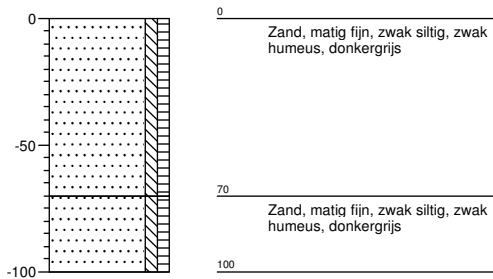 0
-50
-100
0
Zand, matig fijn, zwak siltig, zwak
humeus, donkergrijs
70
Zand, matig fijn, zwak siltig, zwak
humeus, donkergrijs
100